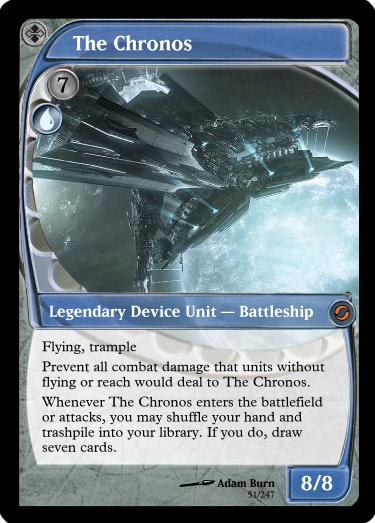 The Chronos
7
Legendary Device Unit — Battleship
Flying, trample
Prevent all combat damage that units without
flying or reach would deal to The Chronos.
Whenever The Chronos enters the battlefield
or attacks, you may shuffle your hand and
trashpile into your library. If you do, draw
seven cards.
Adam Burn
51/247
8/8